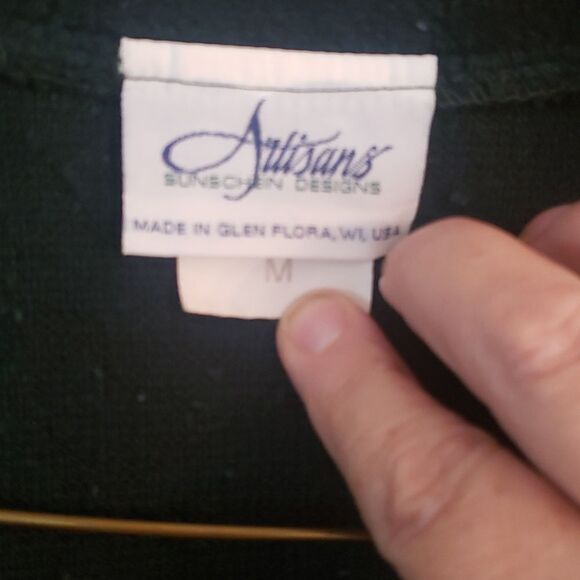 Artisans
SUNSCHEIN DESIGNS
MADE IN GLEN FLORA, WI, USA
M